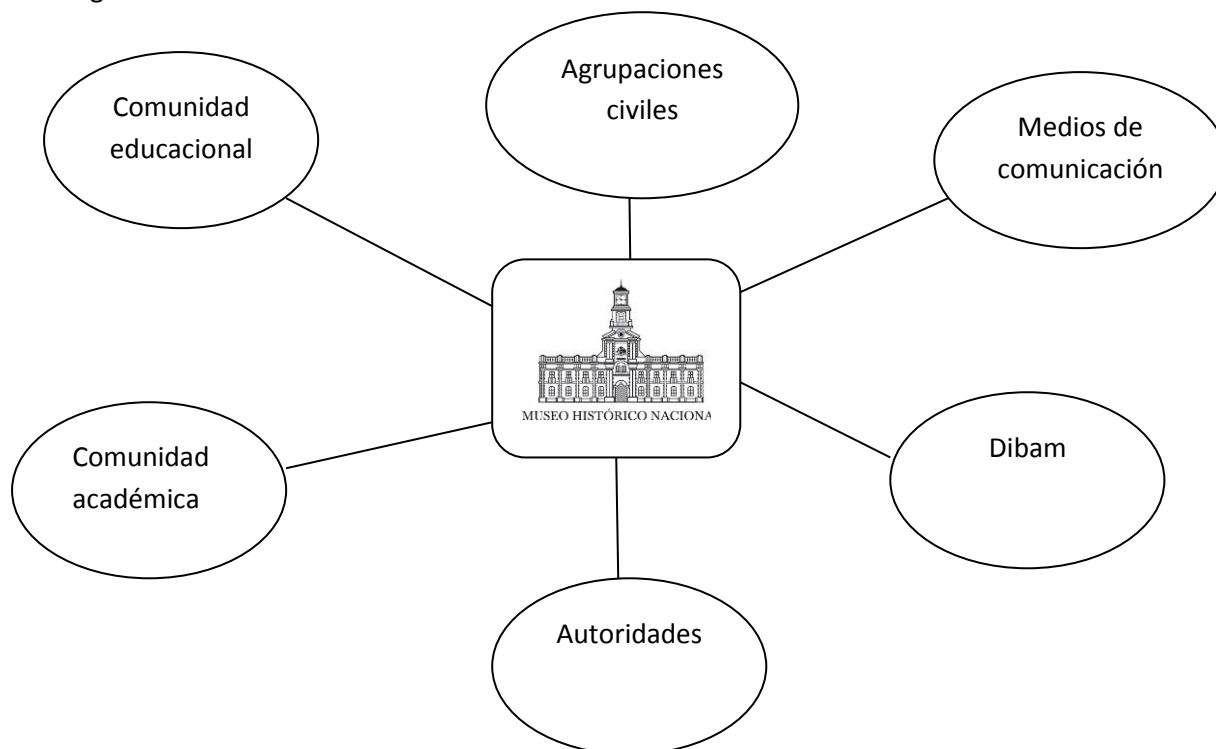 Agrupaciones
civiles
Comunidad
educacional
Medios de
comunicación
MUSEO HISTÓRICO NACIONA
Comunidad
académica
Dibam
Autoridades